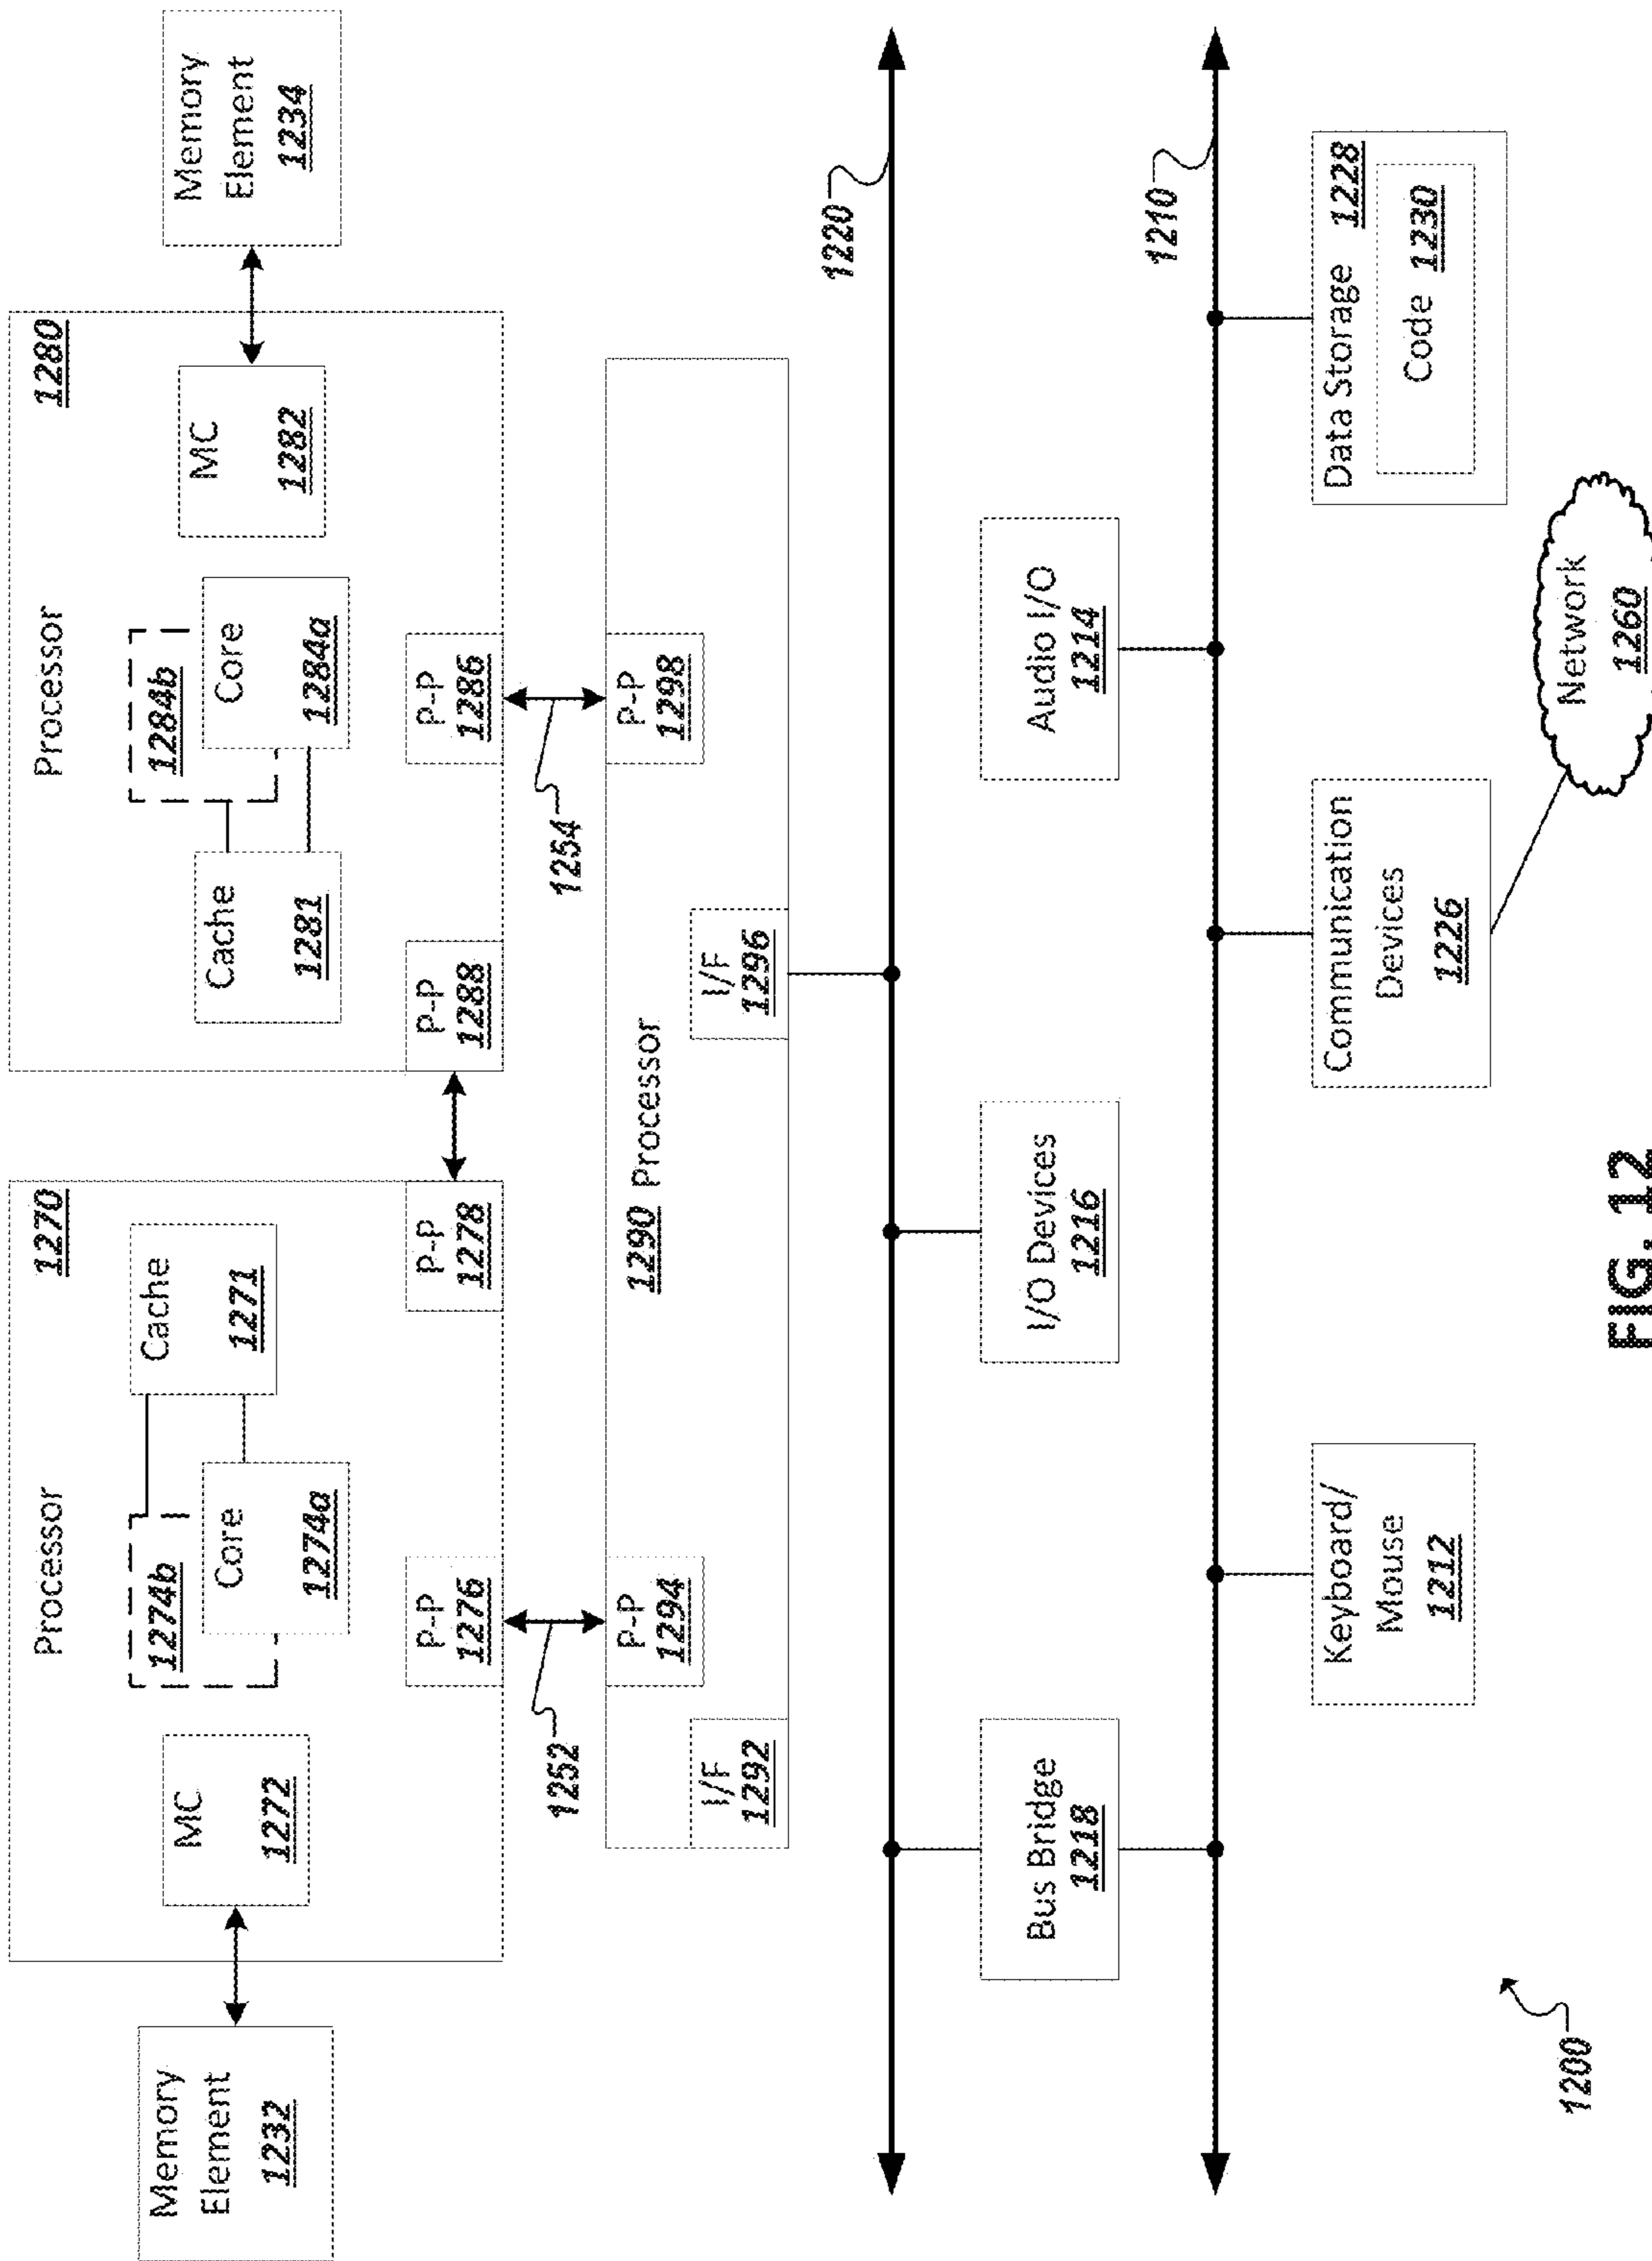 Memory
Element
1232
Processor
1270
MC
1272
1274b
Core
1274a
Cache
1271
P-P
1276
P-P
1278
Processor
1280
Cache
1281
1284b
Core
1284a
MC
1282
P-P
1288
P-P
1286
Memory
Element
1234
1252
1254
1290 Processor
P-P
1294
P-P
1298
I/F
1292
I/F
1296
1220
Bus Bridge
1218
I/O Devices
1216
Audio I/O
1214
1210
Keyboard/
Mouse
1212
Communication
Devices
1226
Data Storage
1228
Code 1230
Network
1260
1200
FIG. 12